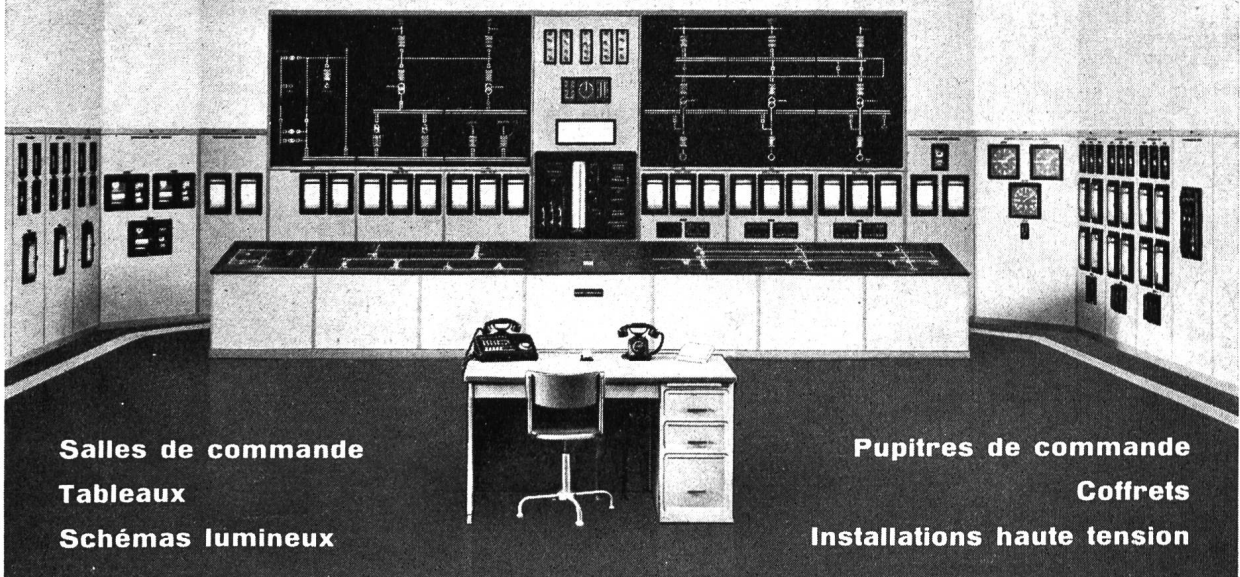 Salles de commande
Tableaux
Schémas lumineux
Pupitres de commande
Coffrets
Installations haute tension